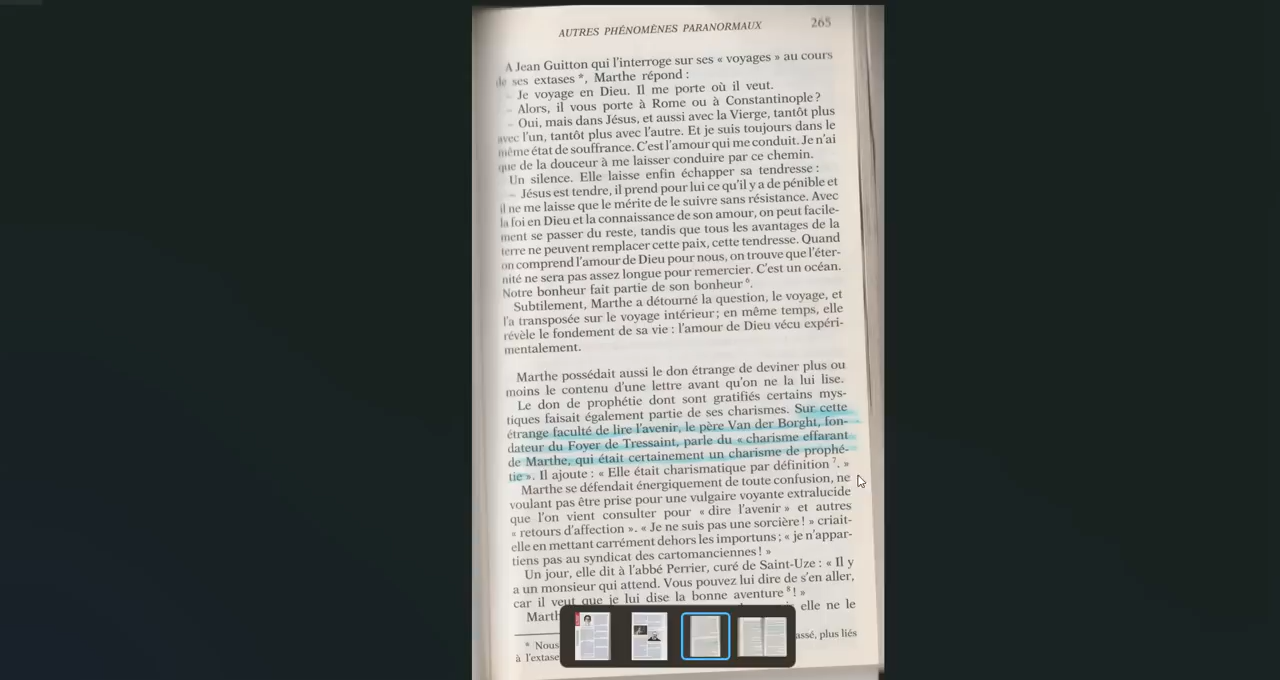 AUTRES PHÉNOMÈNES PARANORMAUX 265
A Jean Guitton qui l'interroge sur ses « voyages » au cours
de ses extases *, Marthe répond :
– Je voyage en Dieu. Il me porte où il veut.
– Alors, il vous porte à Rome ou à Constantinople ?
– Oui, mais dans Jésus, et aussi avec la Vierge, tantôt plus
avec l'un, tantôt plus avec l'autre. Et je suis toujours dans le
même état de souffrance. C'est l'amour qui me conduit. Je n'ai
que de la douceur à me laisser conduire par ce chemin.
Un silence. Elle laisse enfin échapper sa tendresse :
– Jésus est tendre, il prend pour lui ce qu'il y a de pénible et
il ne me laisse que le mérite de le suivre sans résistance. Avec
la foi en Dieu et la connaissance de son amour, on peut facile-
ment se passer du reste, tandis que tous les avantages de la
terre ne peuvent remplacer cette paix, cette tendresse. Quand
on comprend l'amour de Dieu pour nous, on trouve que l'éter-
nité ne sera pas assez longue pour remercier. C'est un océan.
Notre bonheur fait partie de son bonheur ⁶.
Subtilement, Marthe a détourné la question, le voyage, et
l'a transposée sur le voyage intérieur ; en même temps, elle
révèle le fondement de sa vie : l'amour de Dieu vécu expéri-
mentalement.
Marthe possédait aussi le don étrange de deviner plus ou
moins le contenu d'une lettre avant qu'on ne la lui lise.
Le don de prophétie dont sont gratifiés certains mys-
tiques faisait également partie de ses charismes. Sur cette
étrange faculté de lire l'avenir, le père Van der Borght, fon-
dateur du Foyer de Tressaint, parle du « charisme effarant
de Marthe, qui était certainement un charisme de prophé-
tie ». Il ajoute : « Elle était charismatique par définition ⁷. »
Marthe se défendait énergiquement de toute confusion, ne
voulant pas être prise pour une vulgaire voyante extralucide
que l'on vient consulter pour « dire l'avenir » et autres
« retours d'affection ». « Je ne suis pas une sorcière ! » criait-
elle en mettant carrément dehors les importuns ; « je n'appar-
tiens pas au syndicat des cartomanciennes ! »
Un jour, elle dit à l'abbé Perrier, curé de Saint-Uze : « Il y
a un monsieur qui attend. Vous pouvez lui dire de s'en aller,
car il veut que je lui dise la bonne aventure ⁸ ! »
elle ne le
* Nous
plus liés
à l'extase